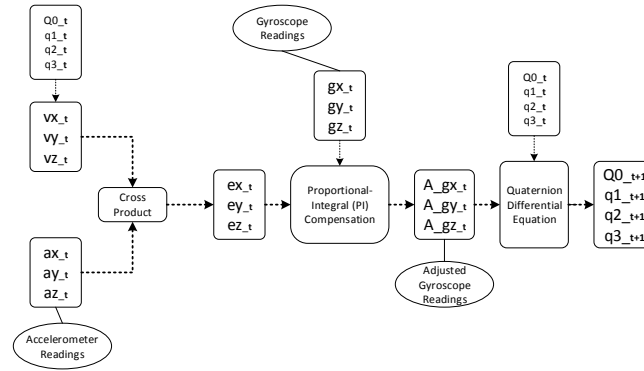 Q0_t
q1_t
q2_t
q3_t
vx_t
vy_t
vz_t
Cross
Product
ax_t
ay_t
az_t
Accelerometer
Readings
ex_t
ey_t
ez_t
Gyroscope
Readings
gx_t
gy_t
gz_t
Proportional-
Integral (PI)
Compensation
A_gx_t
A_gy_t
A_gz_t
Adjusted
Gyroscope
Readings
Q0_t
q1_t
q2_t
q3_t
Quaternion
Differential
Equation
Q0_t+1
q1_t+1
q2_t+1
q3_t+1